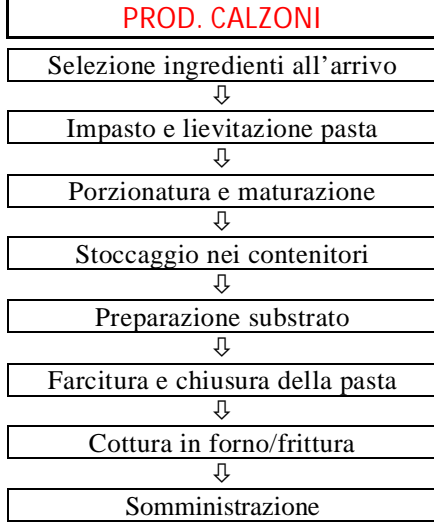 PROD. CALZONI
Selezione ingredienti all’arrivo
⇩
Impasto e lievitazione pasta
⇩
Porzionatura e maturazione
⇩
Stoccaggio nei contenitori
⇩
Preparazione substrato
⇩
Farcitura e chiusura della pasta
⇩
Cottura in forno/frittura
⇩
Somministrazione